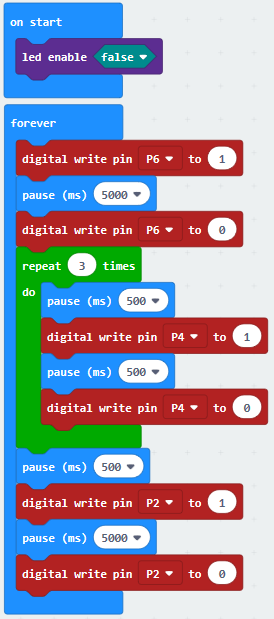 on start
led enable false
forever
digital write pin P6 to 1
pause (ms) 5000
digital write pin P6 to 0
repeat 3 times
do
pause (ms) 500
digital write pin P4 to 1
pause (ms) 500
digital write pin P4 to 0
pause (ms) 500
digital write pin P2 to 1
pause (ms) 5000
digital write pin P2 to 0